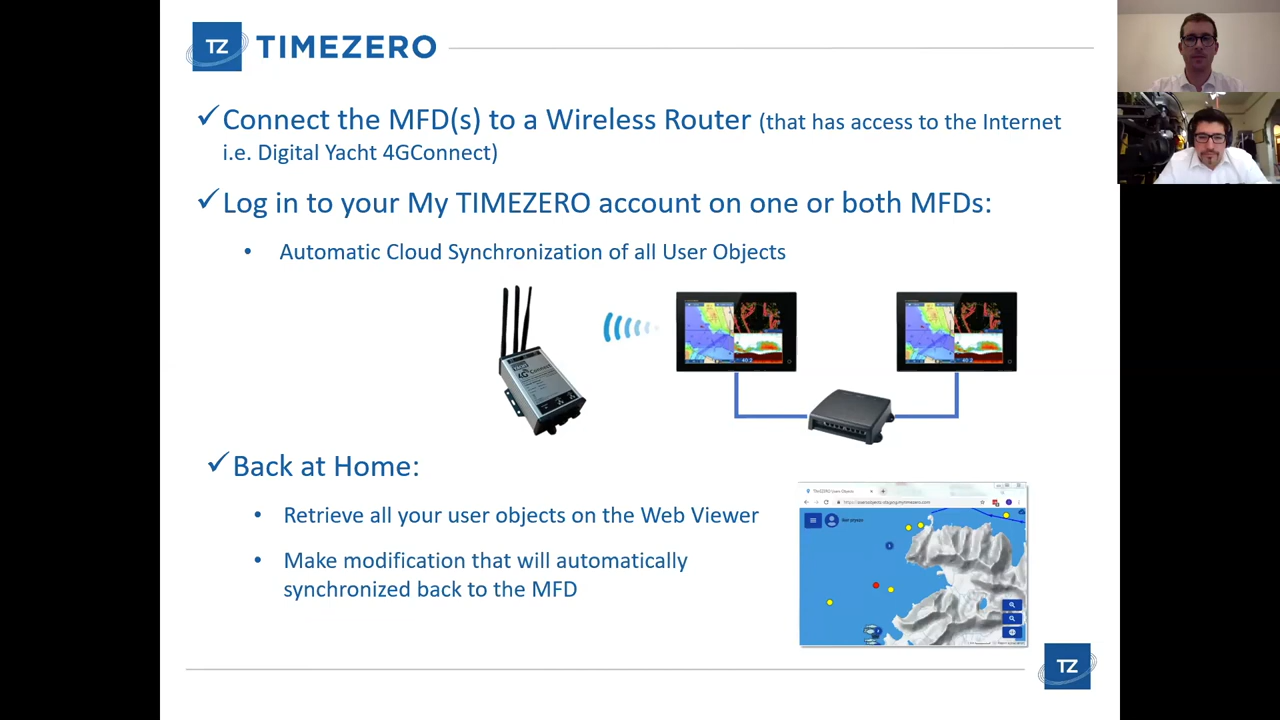 TZ TIMEZERO
✓Connect the MFD(s) to a Wireless Router (that has access to the Internet
i.e. Digital Yacht 4GConnect)
✓Log in to your My TIMEZERO account on one or both MFDs:
• Automatic Cloud Synchronization of all User Objects
4G Connect
✓Back at Home:
• Retrieve all your user objects on the Web Viewer
• Make modification that will automatically
synchronized back to the MFD
TZ